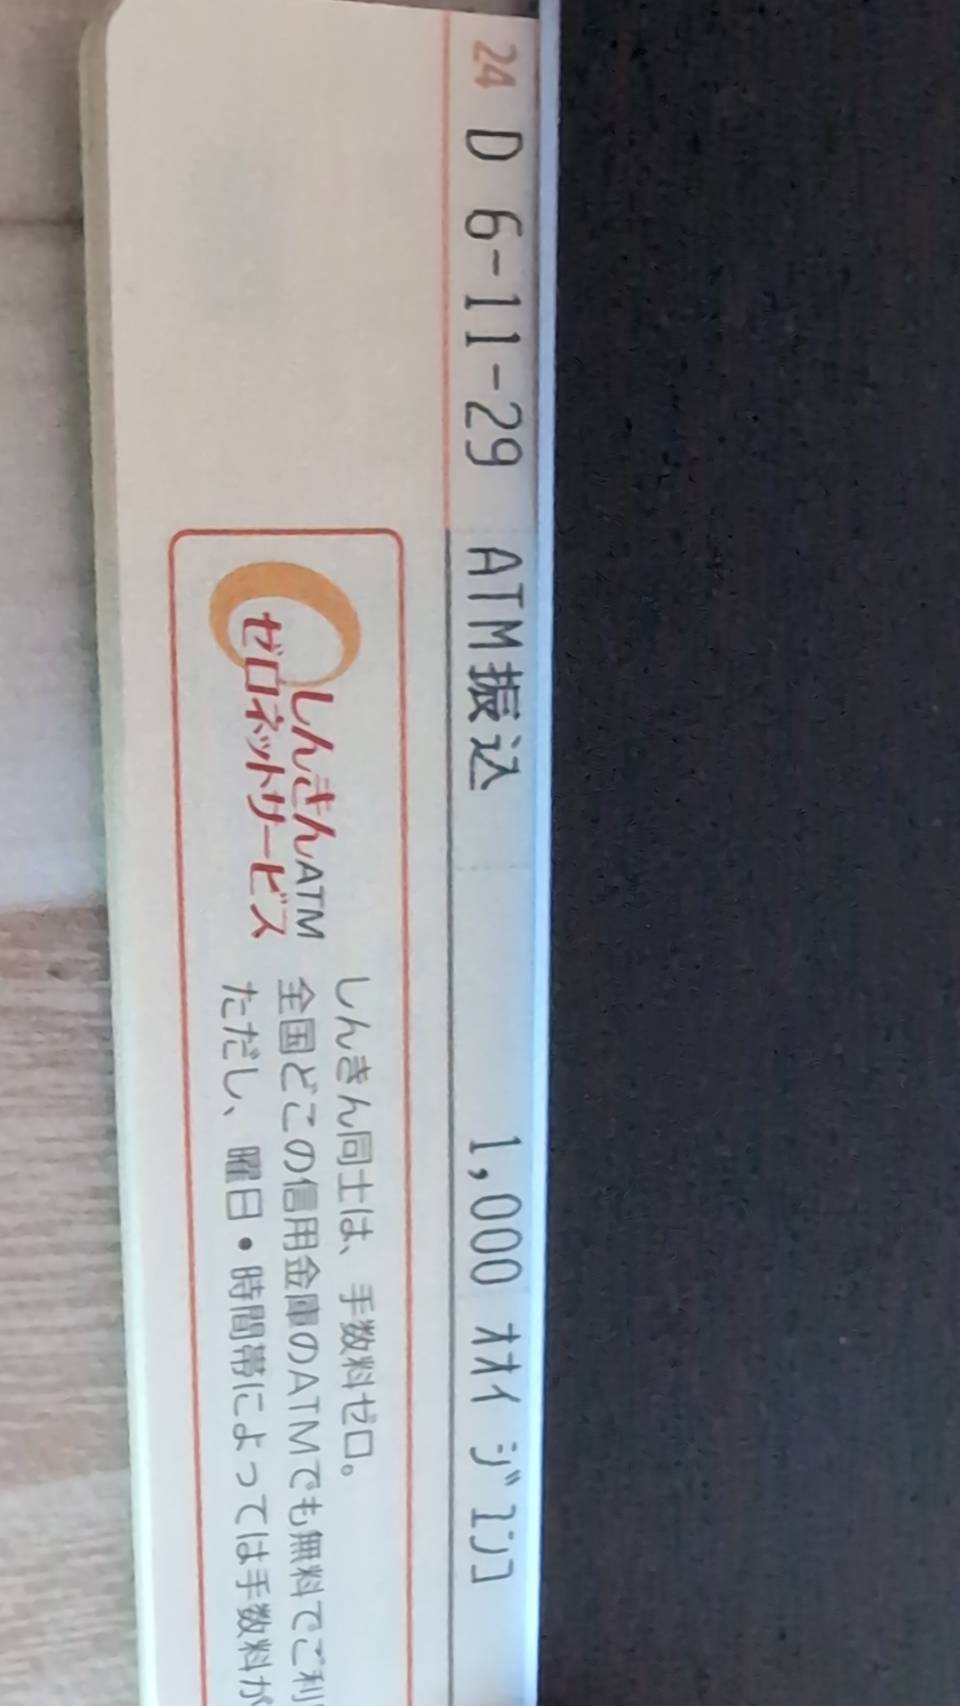 24 D 6-11-29 ATM振込 1,000 オオイ ジユンコ
しんきんATM
ゼロネットサービス
しんきん同士は、手数料ゼロ。
全国どこの信用金庫のATMでも無料でご利
ただし、曜日・時間帯によっては手数料が